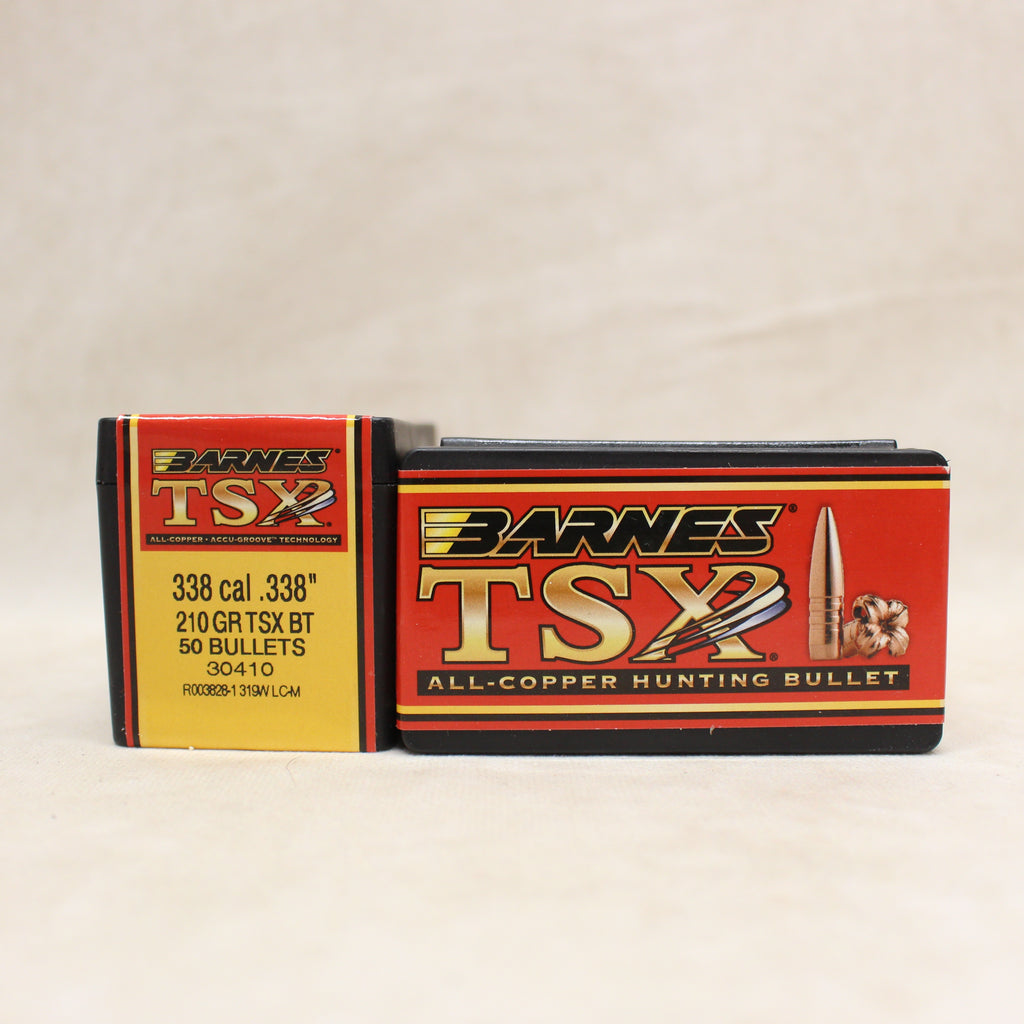 BARNES®
TSX®
ALL-COPPER • ACCU-GROOVE™ TECHNOLOGY
338 cal .338"
210 GR TSX BT
50 BULLETS
30410
R003828-1 319W LC-M
BARNES®
TSX®
ALL-COPPER HUNTING BULLET